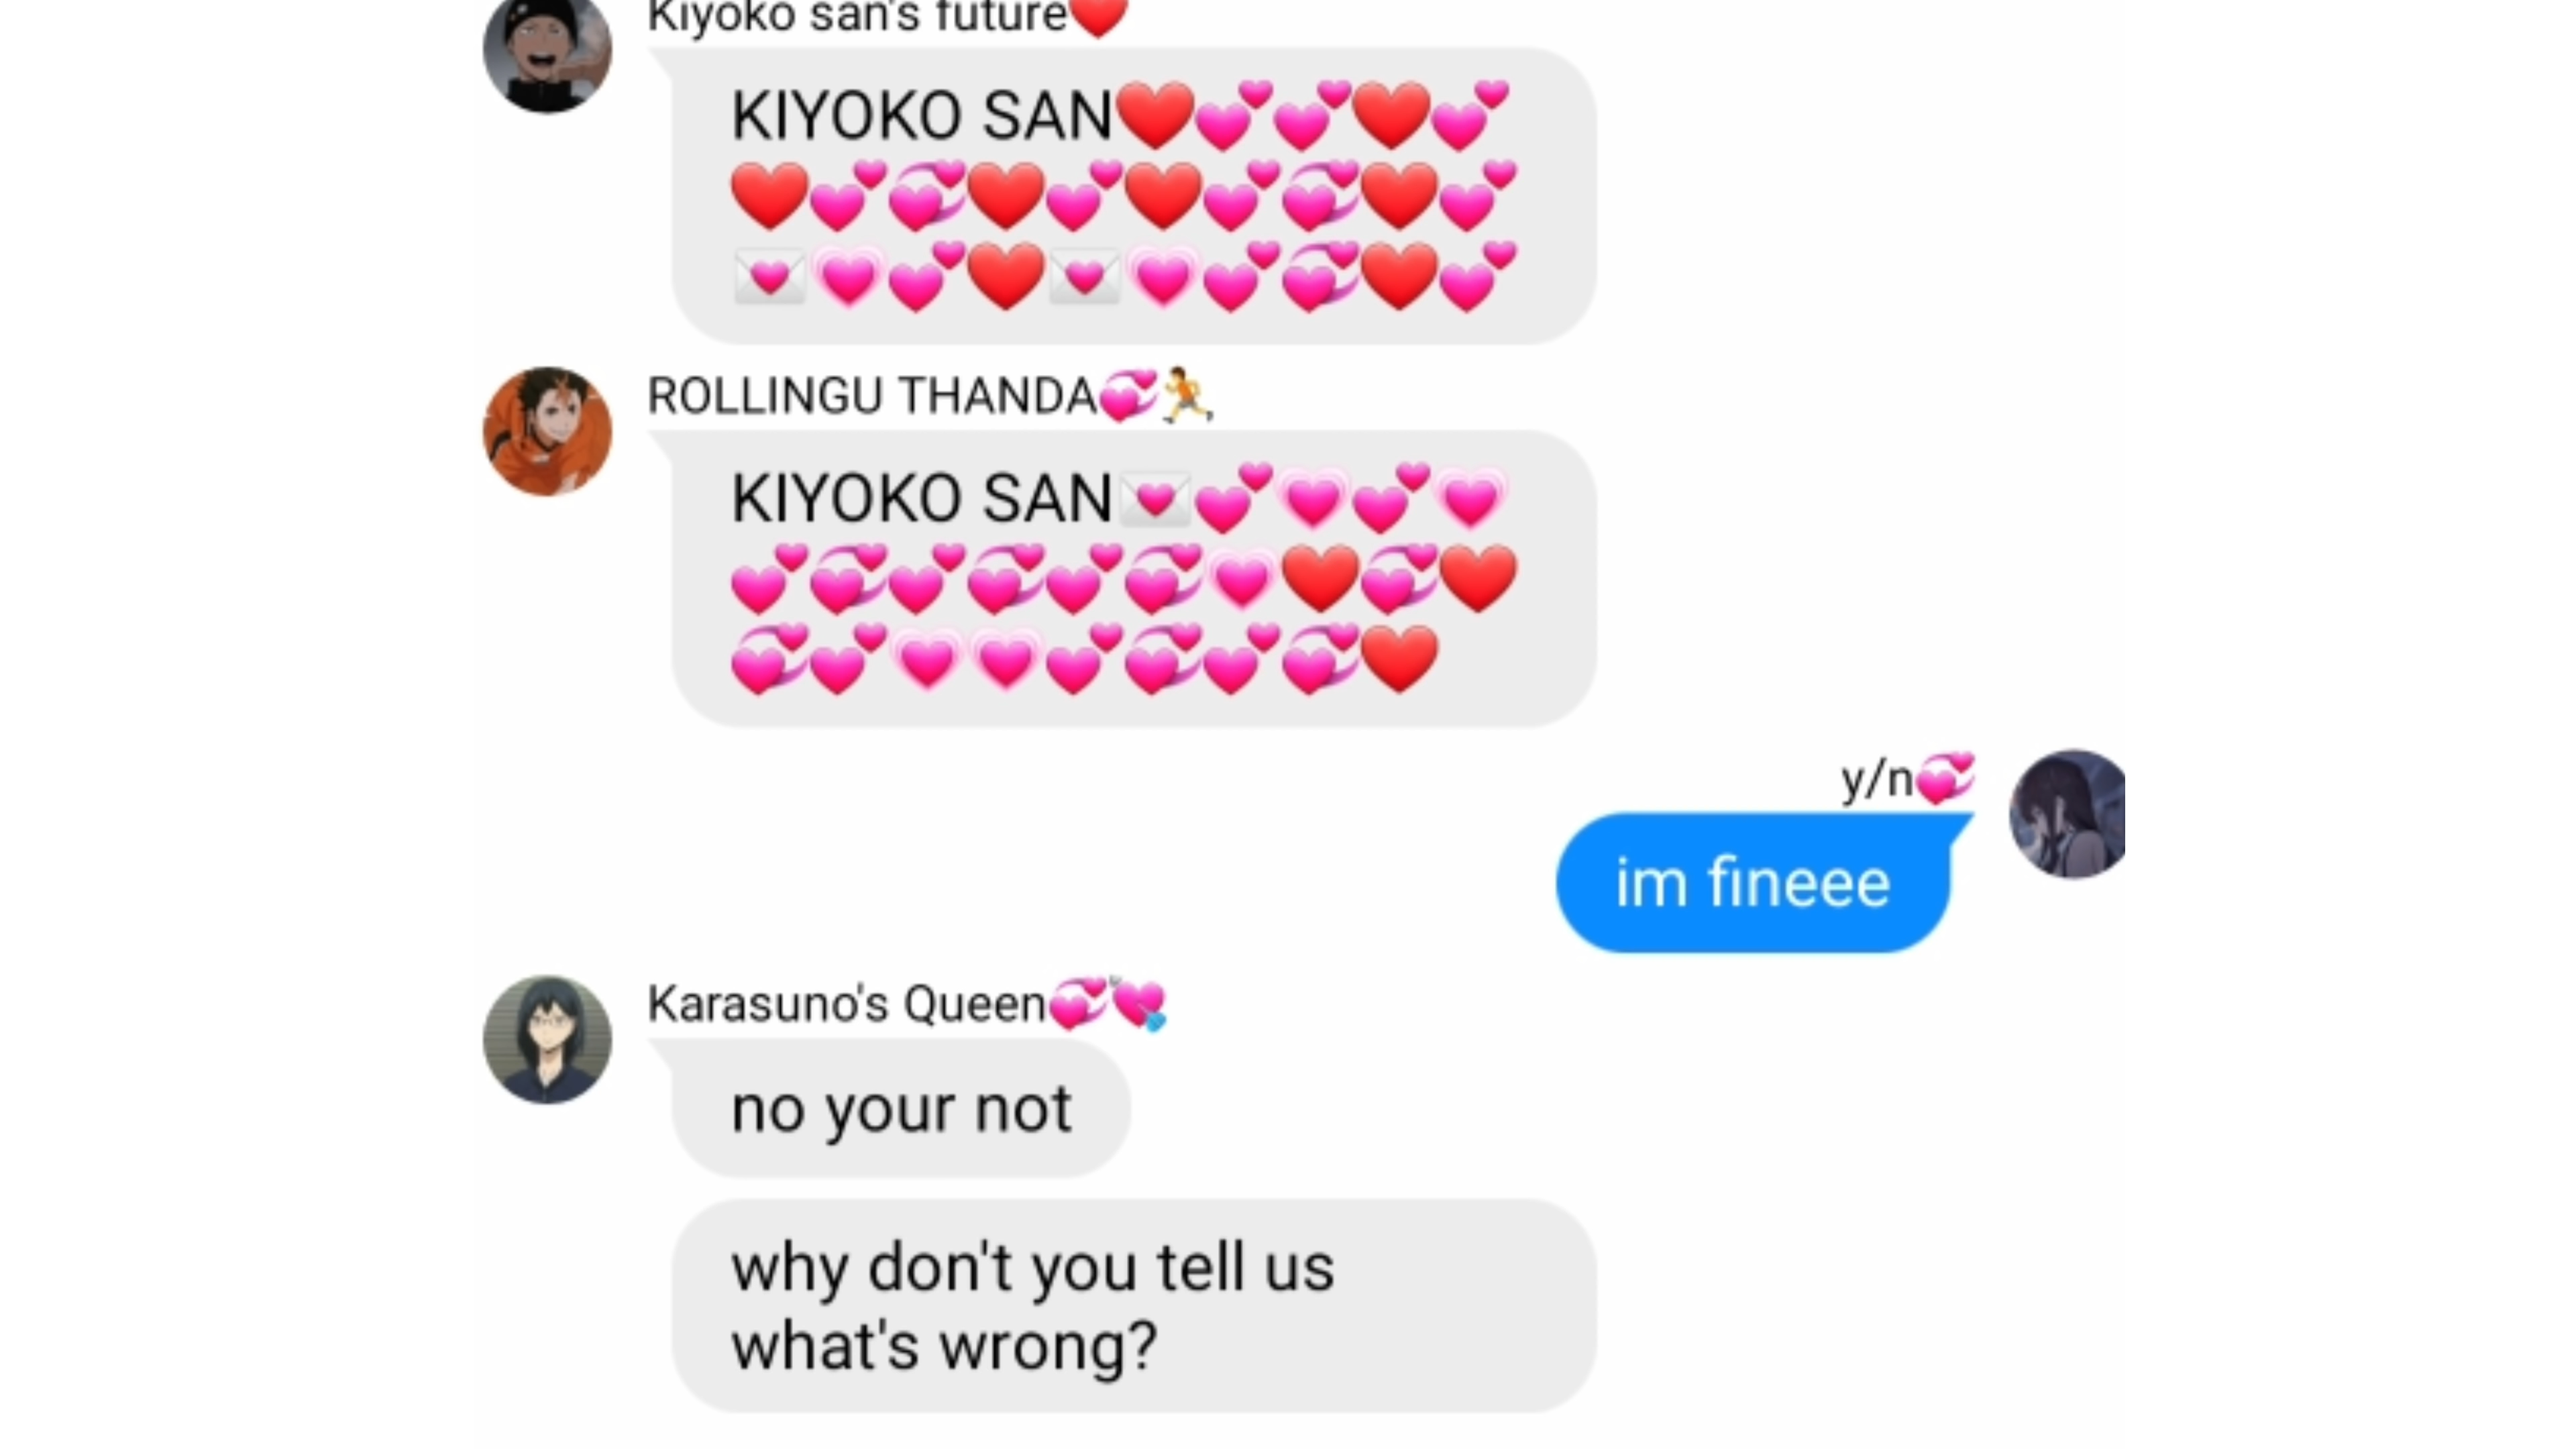 Kiyoko san's future❤️
KIYOKO SAN❤️💕💕❤️💕
❤️💕💞❤️💕❤️💕💞❤️💕
💌💗💕❤️💌💗💕💞❤️💕
ROLLINGU THANDA💞🏃
KIYOKO SAN💌💕💗💕💗
💕💞💕💞💕💞💗❤️💞❤️
💞💕💗💗💕💞💕💞❤️
y/n💞
im fineee
Karasuno's Queen💞💘
no your not
why don't you tell us
what's wrong?